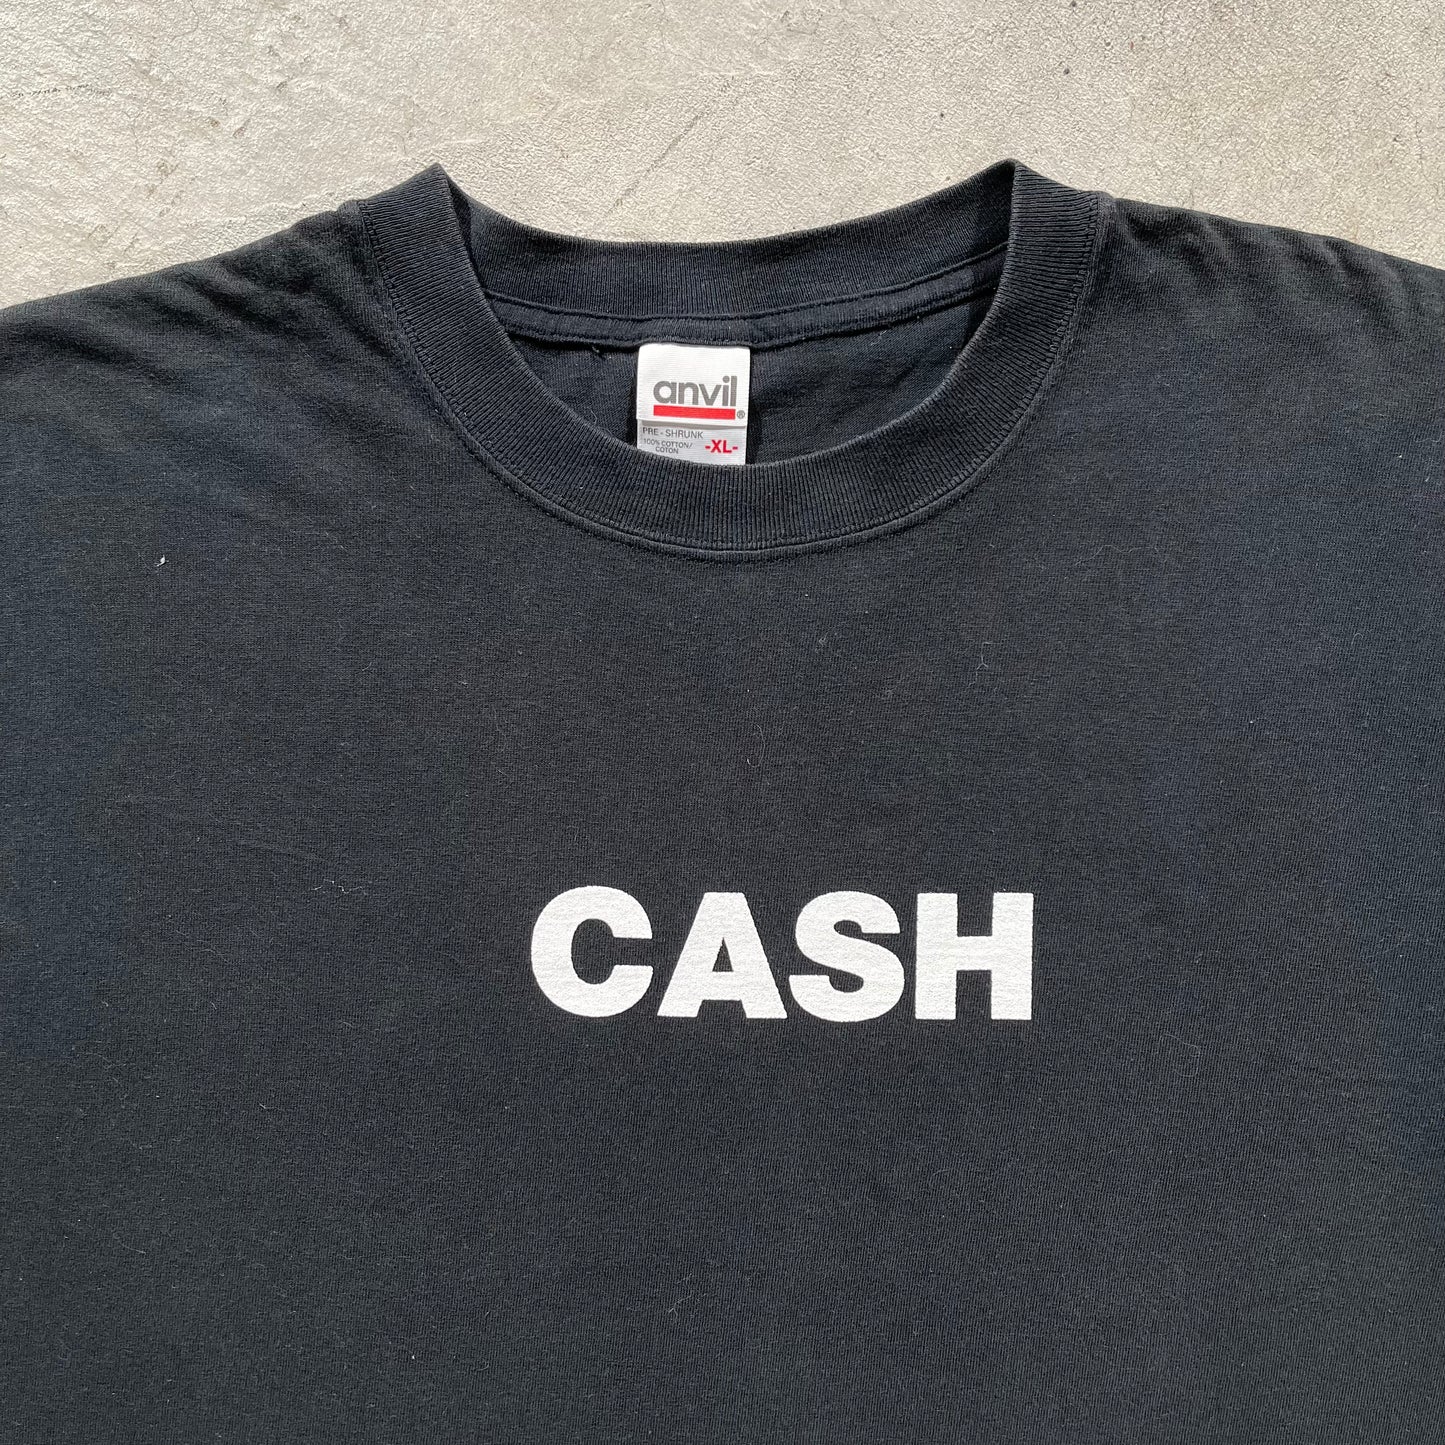 anvil®
PRE - SHRUNK
100% COTTON/
COTON
-XL-
CASH